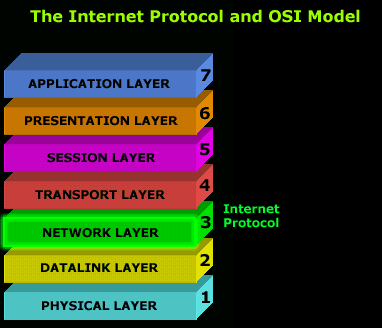 The Internet Protocol and OSI Model
APPLICATION LAYER 7
PRESENTATION LAYER 6
SESSION LAYER 5
TRANSPORT LAYER 4
NETWORK LAYER 3
Internet
Protocol
DATALINK LAYER 2
PHYSICAL LAYER 1